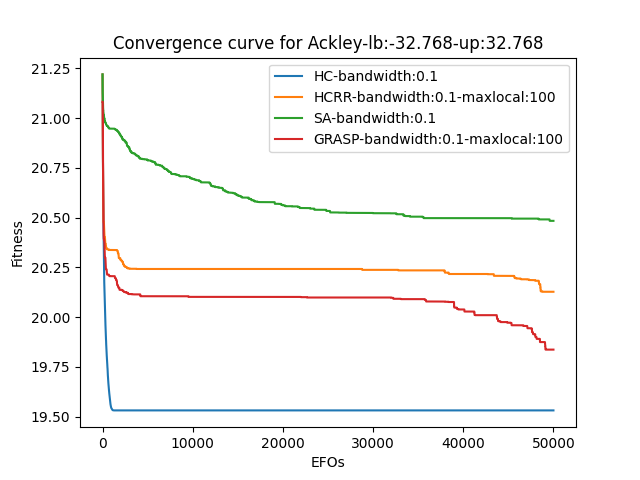 Convergence curve for Ackley-lb:-32.768-up:32.768
HC-bandwidth:0.1
HCRR-bandwidth:0.1-maxlocal:100
SA-bandwidth:0.1
GRASP-bandwidth:0.1-maxlocal:100
Fitness
21.25
21.00
20.75
20.50
20.25
20.00
19.75
19.50
0 10000 20000 30000 40000 50000
EFOs